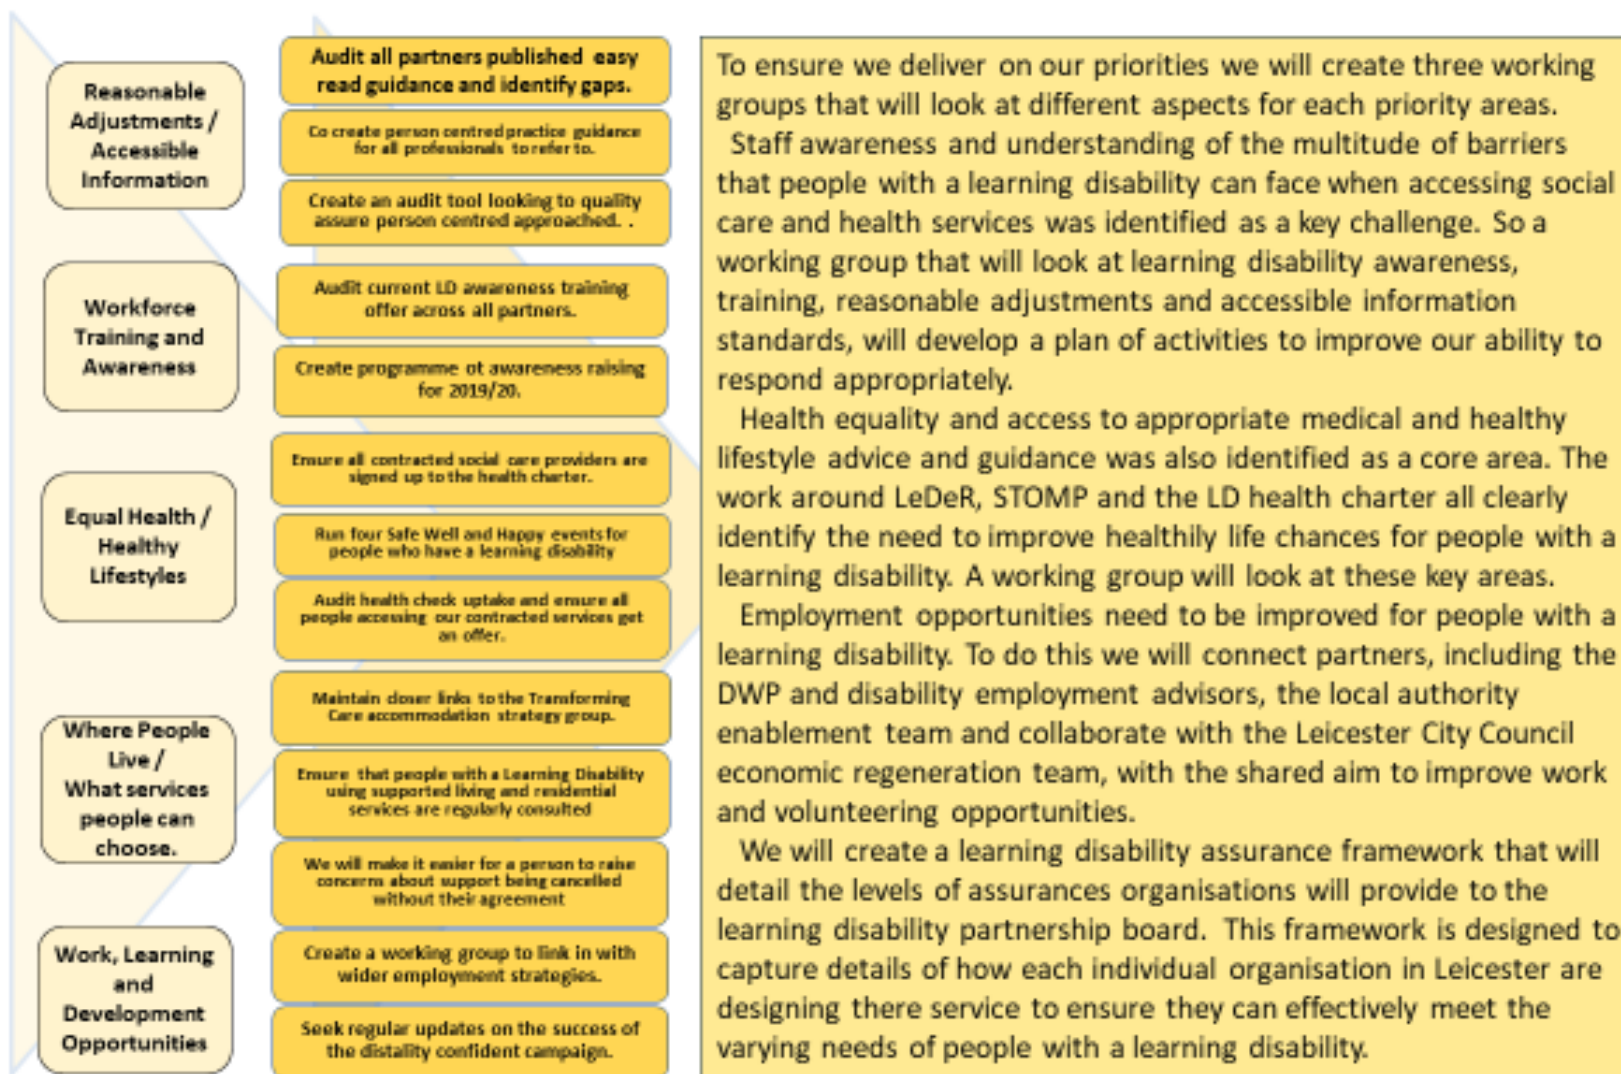 Reasonable
Adjustments /
Accessible
Information
Audit all partners published easy
read guidance and identify gaps.
Co create person centred practice guidance
for all professionals to refer to.
Create an audit tool looking to quality
assure person centred approached. .
Workforce
Training and
Awareness
Audit current LD awareness training
offer across all partners.
Create programme ot awareness raising
for 2019/20.
Equal Health /
Healthy
Lifestyles
Ensure all contracted social care providers are
signed up to the health charter.
Run four Safe Well and Happy events for
people who have a learning disability
Audit health check uptake and ensure all
people accessing our contracted services get
an offer.
Where People
Live /
What services
people can
choose.
Maintain closer links to the Transforming
Care accommodation strategy group.
Ensure that people with a Learning Disability
using supported living and residential
services are regularly consulted
We will make it easier for a person to raise
concerns about support being cancelled
without their agreement
Work, Learning
and
Development
Opportunities
Create a working group to link in with
wider employment strategies.
Seek regular updates on the success of
the distality confident campaign.
To ensure we deliver on our priorities we will create three working
groups that will look at different aspects for each priority areas.
Staff awareness and understanding of the multitude of barriers
that people with a learning disability can face when accessing social
care and health services was identified as a key challenge. So a
working group that will look at learning disability awareness,
training, reasonable adjustments and accessible information
standards, will develop a plan of activities to improve our ability to
respond appropriately.
Health equality and access to appropriate medical and healthy
lifestyle advice and guidance was also identified as a core area. The
work around LeDeR, STOMP and the LD health charter all clearly
identify the need to improve healthily life chances for people with a
learning disability. A working group will look at these key areas.
Employment opportunities need to be improved for people with a
learning disability. To do this we will connect partners, including the
DWP and disability employment advisors, the local authority
enablement team and collaborate with the Leicester City Council
economic regeneration team, with the shared aim to improve work
and volunteering opportunities.
We will create a learning disability assurance framework that will
detail the levels of assurances organisations will provide to the
learning disability partnership board. This framework is designed to
capture details of how each individual organisation in Leicester are
designing there service to ensure they can effectively meet the
varying needs of people with a learning disability.